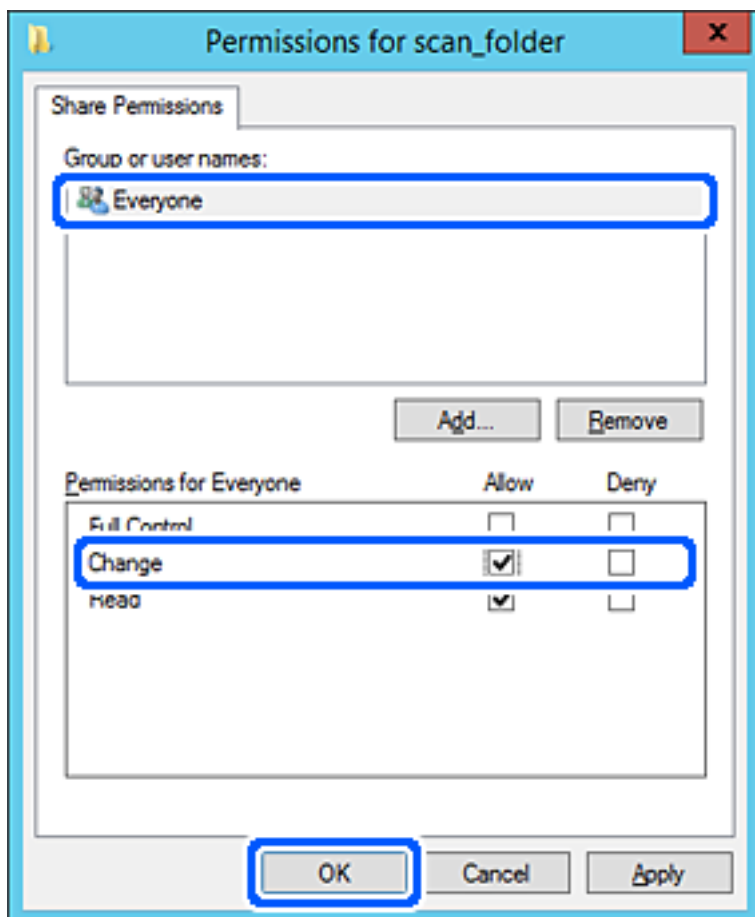 Permissions for scan_folder
Share Permissions
Group or user names:
Everyone
Add...
Remove
Permissions for Everyone Allow Deny
Full Control
Change
Read
OK Cancel Apply